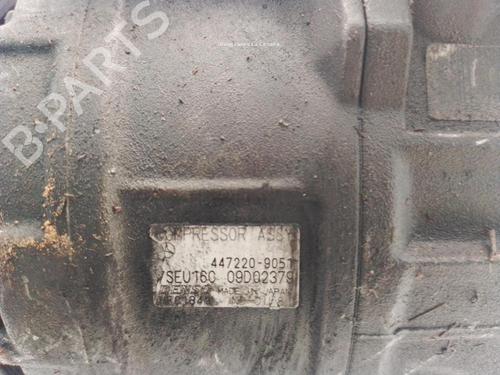 B-PARTS
COMPRESSOR ASSY
447220-9051
7SEU16C 09D02379
DENSO MADE IN JAPAN